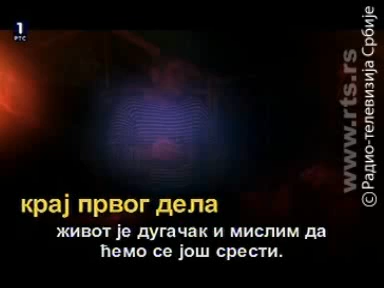 1
РТС
крај првог дела
живот је дугачак и мислим да
ћемо се још срести.
www.rts.rs
© Радио-телевизија Србије